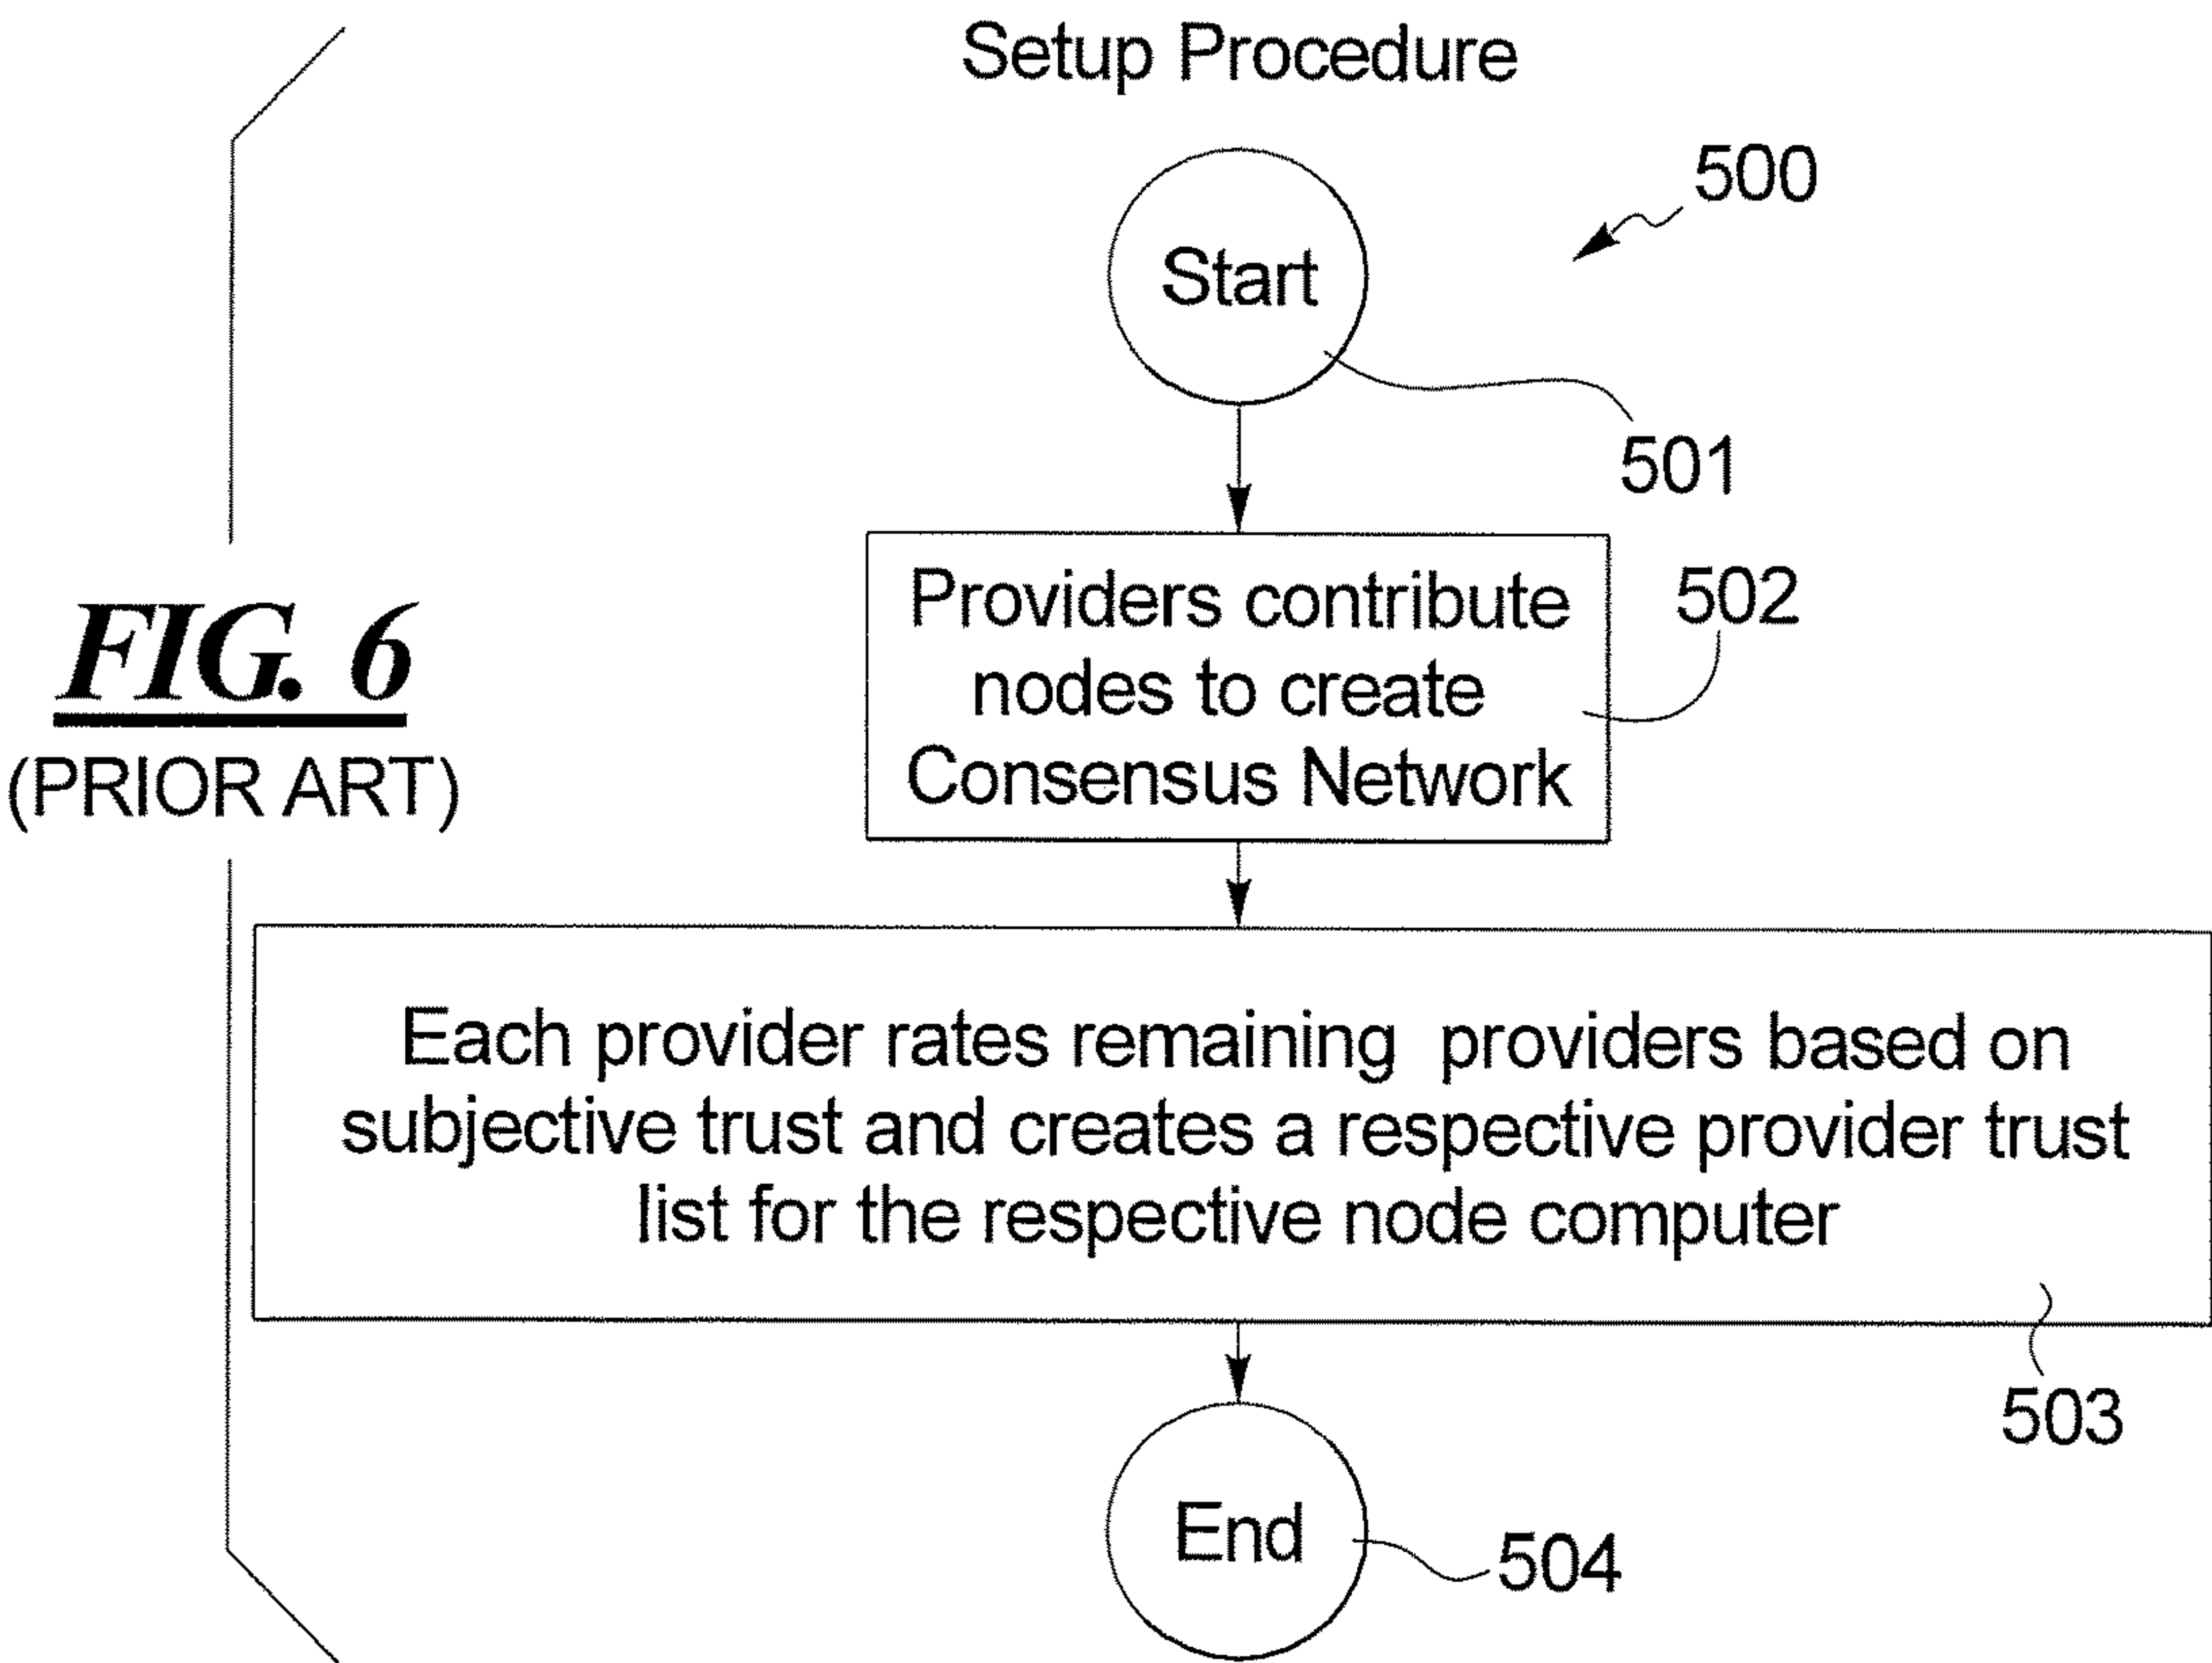 Setup Procedure
500
Start
501
Providers contribute
nodes to create
Consensus Network
502
FIG. 6
(PRIOR ART)
Each provider rates remaining providers based on
subjective trust and creates a respective provider trust
list for the respective node computer
503
End
504